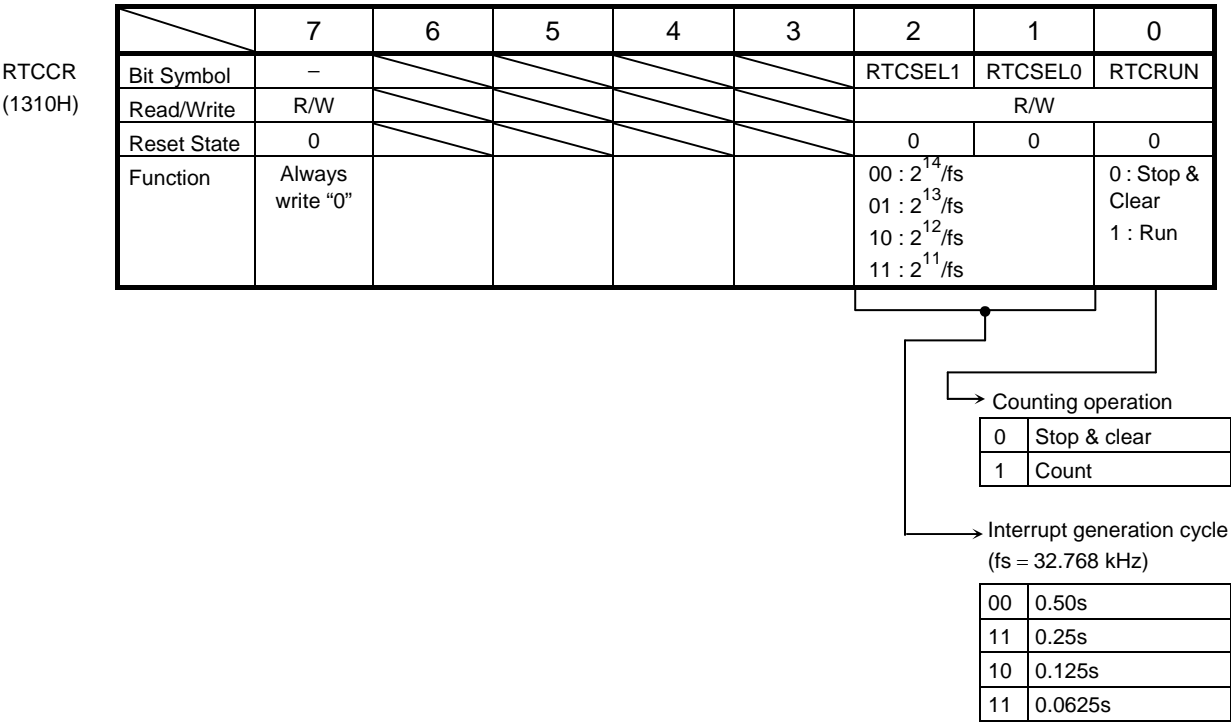 7 6 5 4 3 2 1 0
RTCCR
(1310H)
Bit Symbol – RTCSEL1 RTCSEL0 RTCRUN
Read/Write R/W R/W
Reset State 0 0 0 0
Function
Always
write “0”
00 : 2^14/fs
01 : 2^13/fs
10 : 2^12/fs
11 : 2^11/fs
0 : Stop &
Clear
1 : Run
Counting operation
0 Stop & clear
1 Count
Interrupt generation cycle
(fs = 32.768 kHz)
00 0.50s
11 0.25s
10 0.125s
11 0.0625s